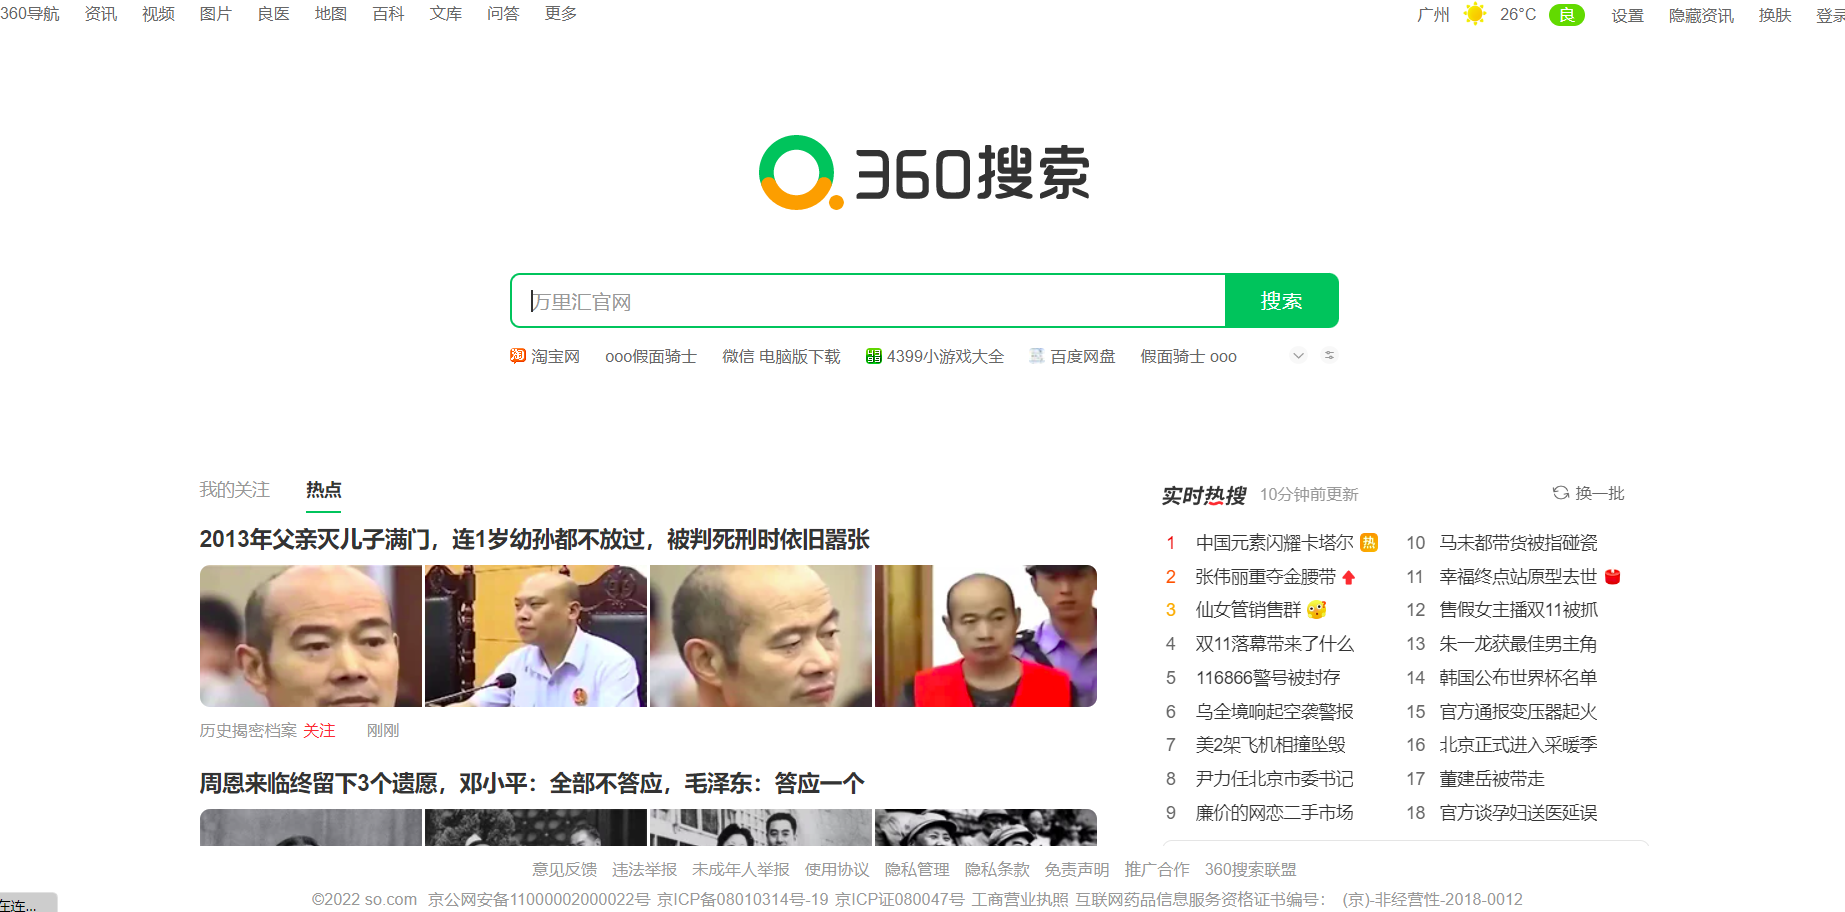 360导航 资讯 视频 图片 良医 地图 百科 文库 问答 更多 广州 26°C 良 设置 隐藏资讯 换肤 登录
360搜索
万里汇官网 搜索
淘宝网 ooo假面骑士 微信 电脑版下载 4399小游戏大全 百度网盘 假面骑士 ooo
我的关注 热点
2013年父亲灭儿子满门，连1岁幼孙都不放过，被判死刑时依旧嚣张
历史揭密档案 关注 刚刚
周恩来临终留下3个遗愿，邓小平：全部不答应，毛泽东：答应一个
实时热搜 10分钟前更新 换一批
1 中国元素闪耀卡塔尔 热
2 张伟丽重夺金腰带
3 仙女管销售群
4 双11落幕带来了什么
5 116866警号被封存
6 乌全境响起空袭警报
7 美2架飞机相撞坠毁
8 尹力任北京市委书记
9 廉价的网恋二手市场
10 马未都带货被指碰瓷
11 幸福终点站原型去世
12 售假女主播双11被抓
13 朱一龙获最佳男主角
14 韩国公布世界杯名单
15 官方通报变压器起火
16 北京正式进入采暖季
17 董建岳被带走
18 官方谈孕妇送医延误
意见反馈 违法举报 未成年人举报 使用协议 隐私管理 隐私条款 免责声明 推广合作 360搜索联盟
©2022 so.com 京公网安备11000002000022号 京ICP备08010314号-19 京ICP证080047号 工商营业执照 互联网药品信息服务资格证书编号： (京)-非经营性-2018-0012
在连...